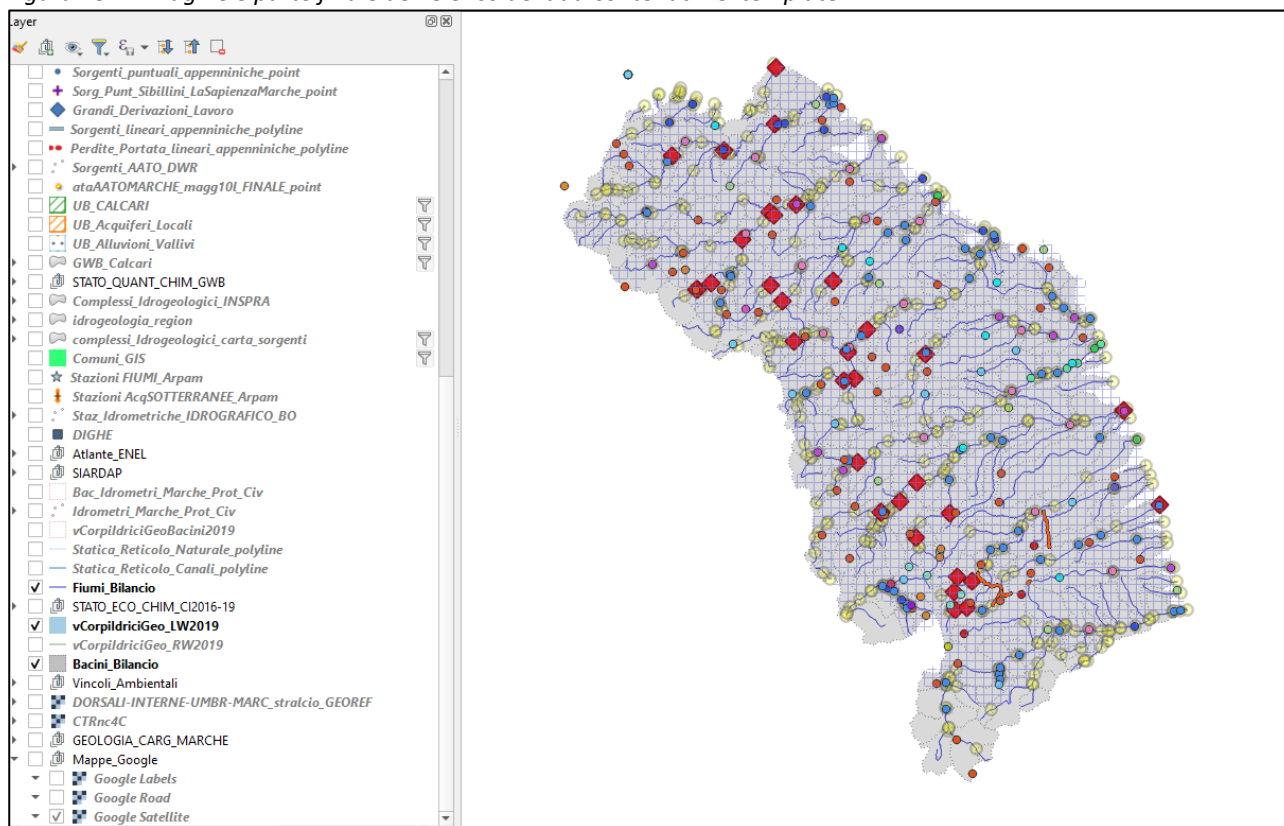 ayer
Sorgenti_puntuali_appenniniche_point
Sorg_Punt_Sibillini_LaSapienzaMarche_point
Grandi_Derivazioni_Lavoro
Sorgenti_lineari_appenniniche_polyline
Perdite_Portata_lineari_appenniniche_polyline
Sorgenti_AATO_DWR
ataAATOMARCHE_magg10l_FINALE_point
UB_CALCARI
UB_Acquiferi_Locali
UB_Alluvioni_Vallivi
GWB_Calcari
STATO_QUANT_CHIM_GWB
Complessi_Idrogeologici_INSPRA
idrogeologia_region
complessi_Idrogeologici_carta_sorgenti
Comuni_GIS
Stazioni FIUMI_Arpam
Stazioni AcqSOTTERRANEE_Arpam
Staz_Idrometriche_IDROGRAFICO_BO
DIGHE
Atlante_ENEL
SIARDAP
Bac_Idrometri_Marche_Prot_Civ
Idrometri_Marche_Prot_Civ
vCorpiIdriciGeoBacini2019
Statica_Reticolo_Naturale_polyline
Statica_Reticolo_Canali_polyline
Fiumi_Bilancio
STATO_ECO_CHIM_CI2016-19
vCorpiIdriciGeo_LW2019
vCorpiIdriciGeo_RW2019
Bacini_Bilancio
Vincoli_Ambientali
DORSALI-INTERNE-UMBR-MARC_stralcio_GEOREF
CTRnc4C
GEOLOGIA_CARG_MARCHE
Mappe_Google
Google Labels
Google Road
Google Satellite